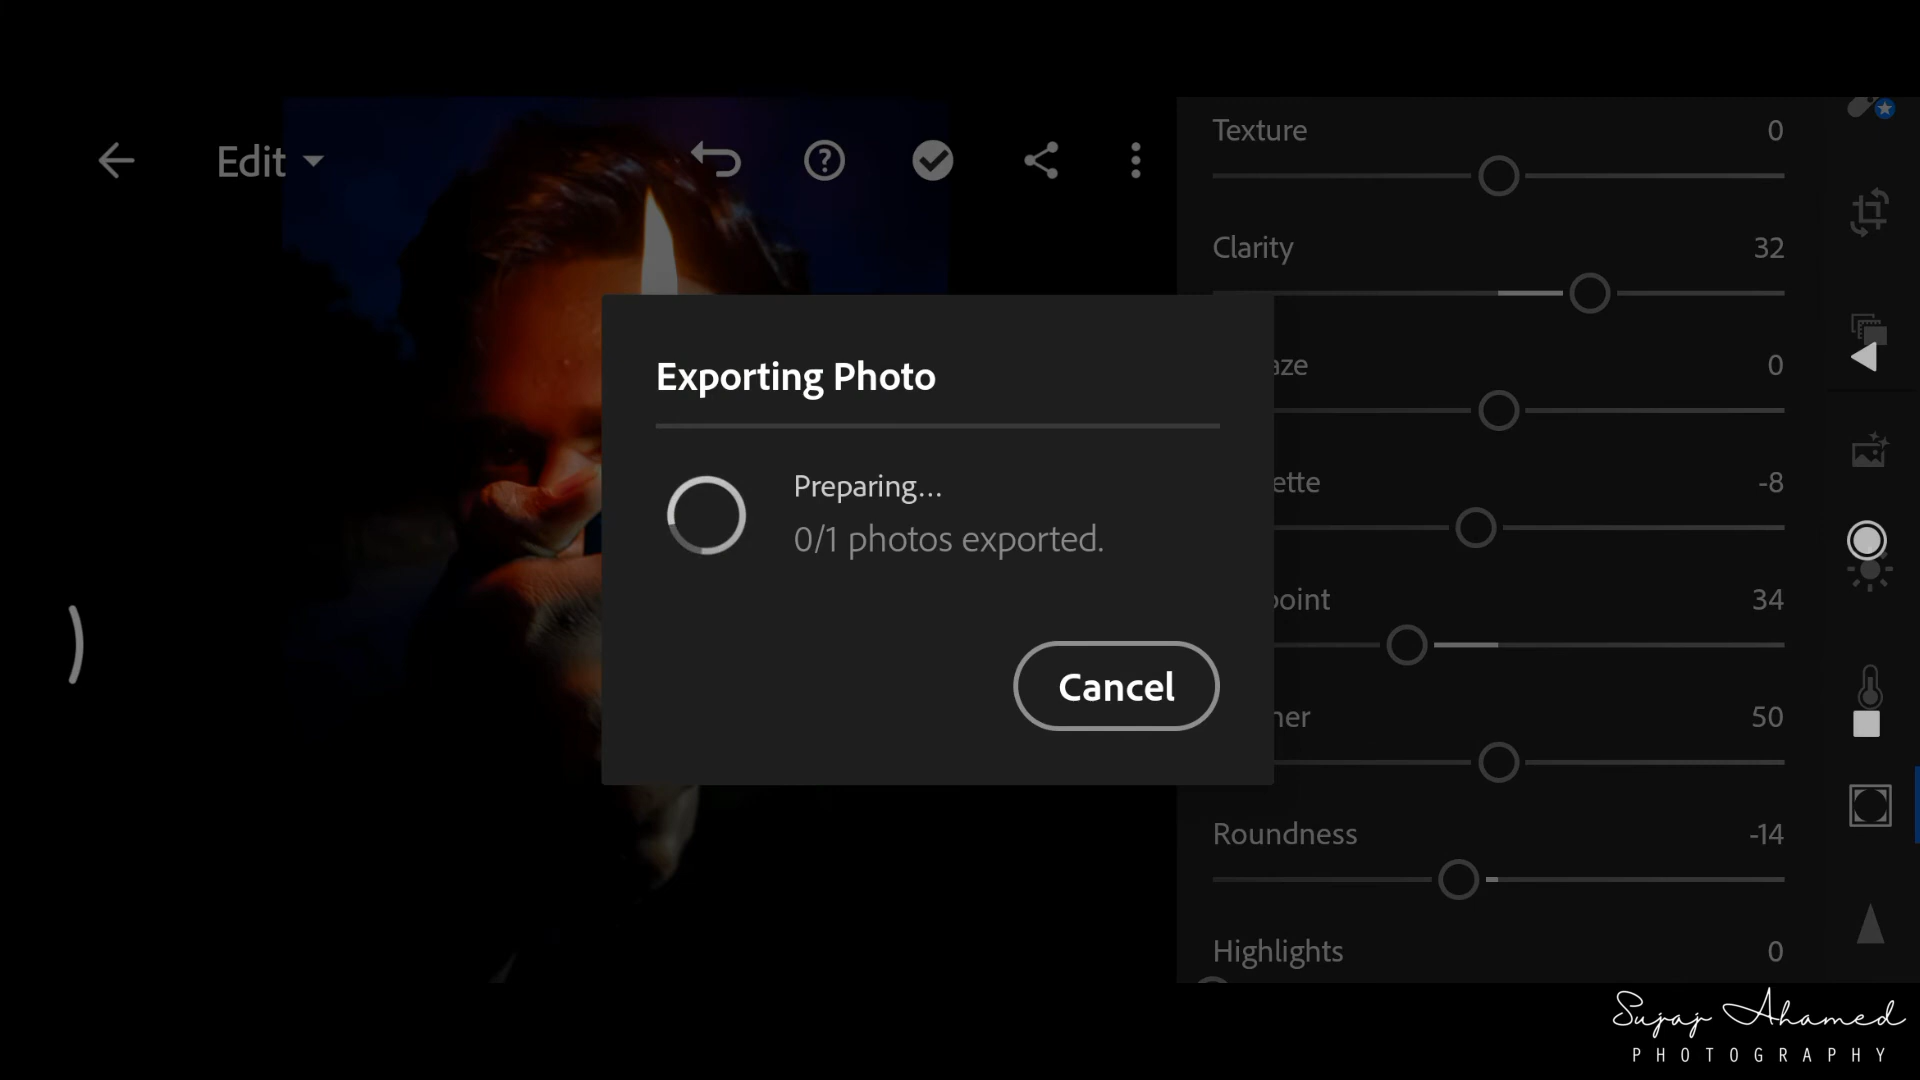 Edit
Texture 0
Clarity 32
aze 0
ette -8
point 34
her 50
Roundness -14
Highlights 0
Exporting Photo
Preparing...
0/1 photos exported.
Cancel
Sujaj Ahamed
PHOTOGRAPHY